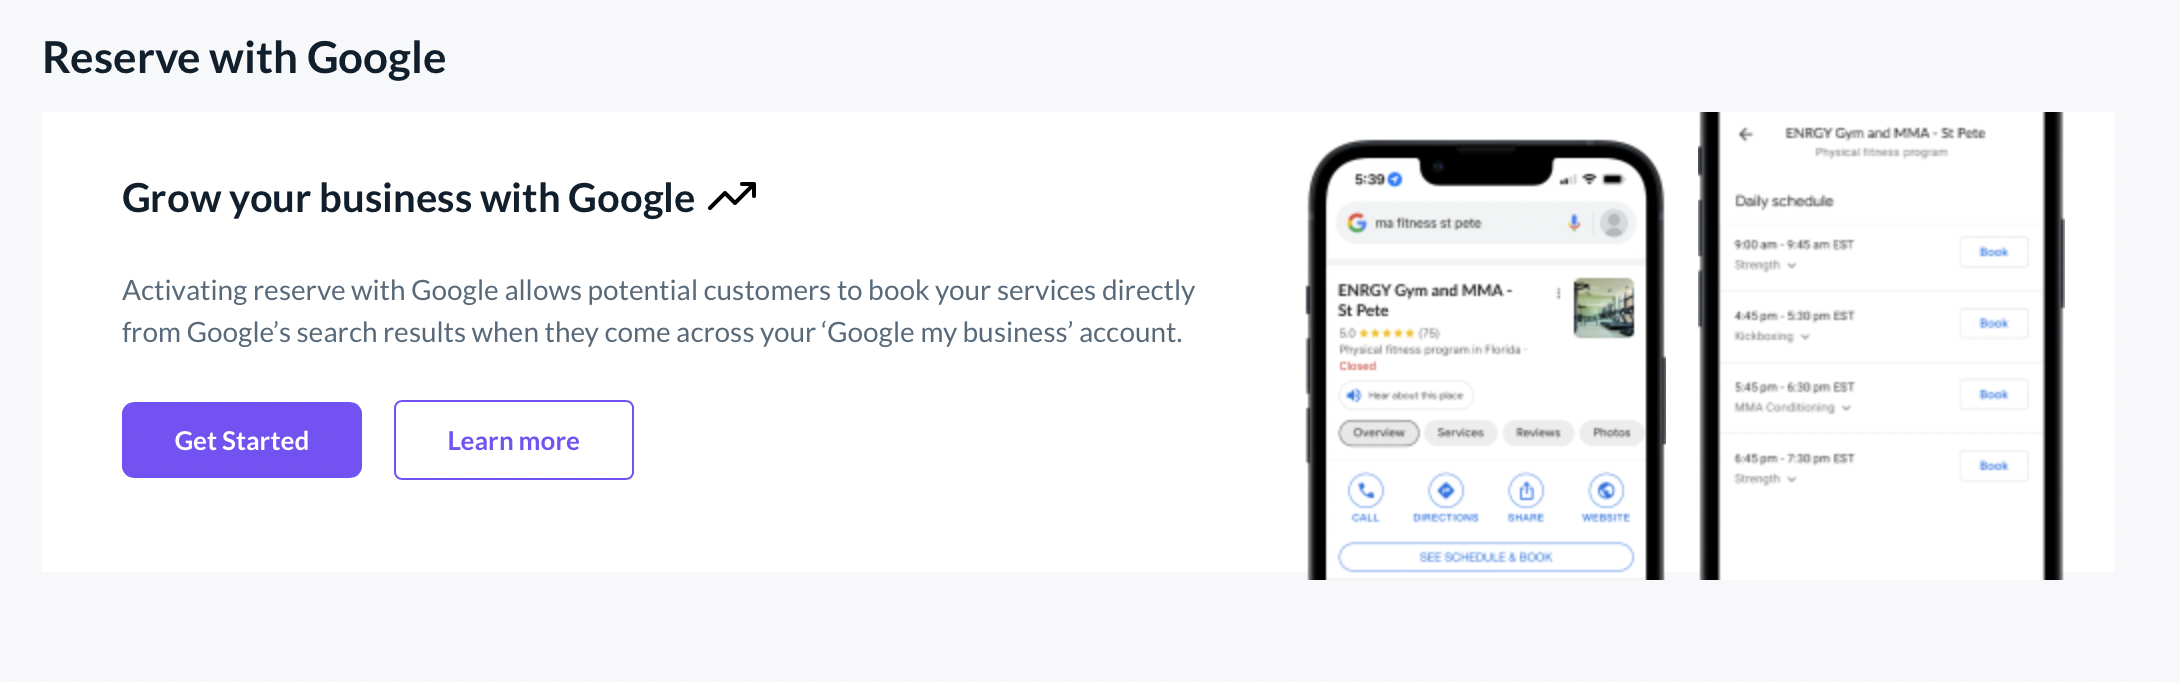 Reserve with Google
Grow your business with Google
Activating reserve with Google allows potential customers to book your services directly
from Google’s search results when they come across your ‘Google my business’ account.
Get Started
Learn more
5:39
ma fitness st pete
ENRGY Gym and MMA -
St Pete
5.0 ★★★★★ (75)
Physical fitness program in Florida ·
Closed
Hear about this place
Overview
Services
Reviews
Photos
CALL
DIRECTIONS
SHARE
WEBSITE
SEE SCHEDULE & BOOK
ENRGY Gym and MMA - St Pete
Physical fitness program
Daily schedule
9:00 am - 9:45 am EST
Strength
Book
4:45 pm - 5:30 pm EST
Kickboxing
Book
5:45 pm - 6:30 pm EST
MMA Conditioning
Book
6:45 pm - 7:30 pm EST
Strength
Book